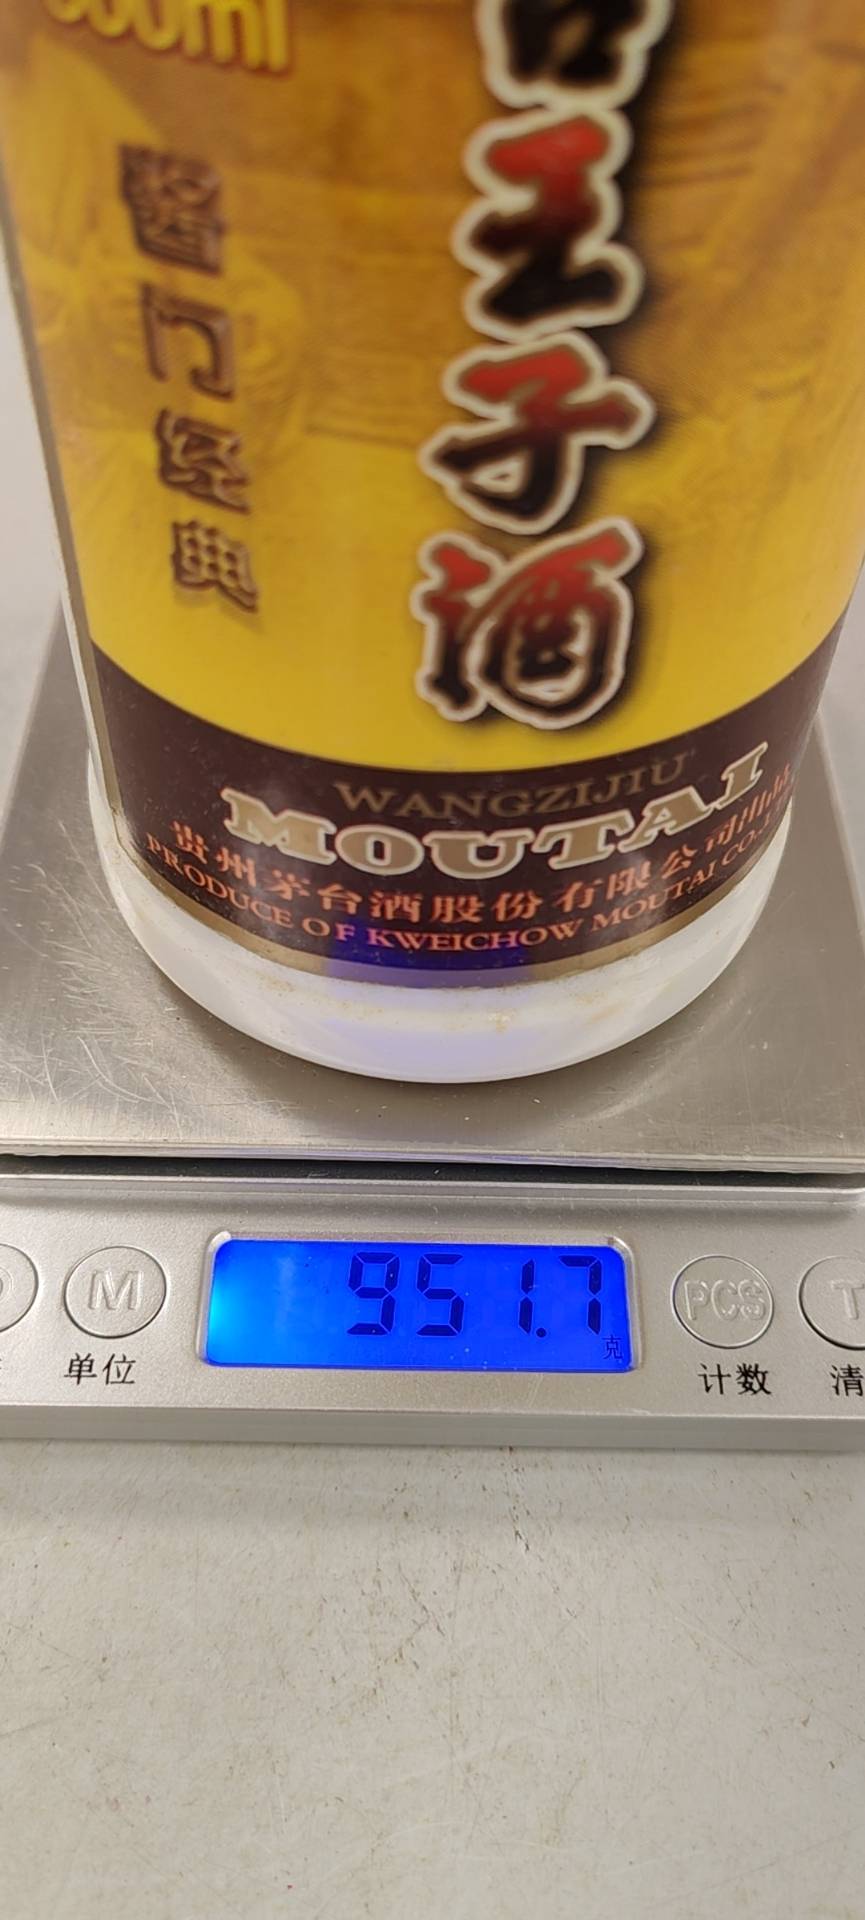 王子酒
酱门经典
WANGZIJIU
MOUTAI
贵州茅台酒股份有限公司出品
PRODUCE OF KWEICHOW MOUTAI CO.,
951.7
克
M
PCS
T
单位
计数
清